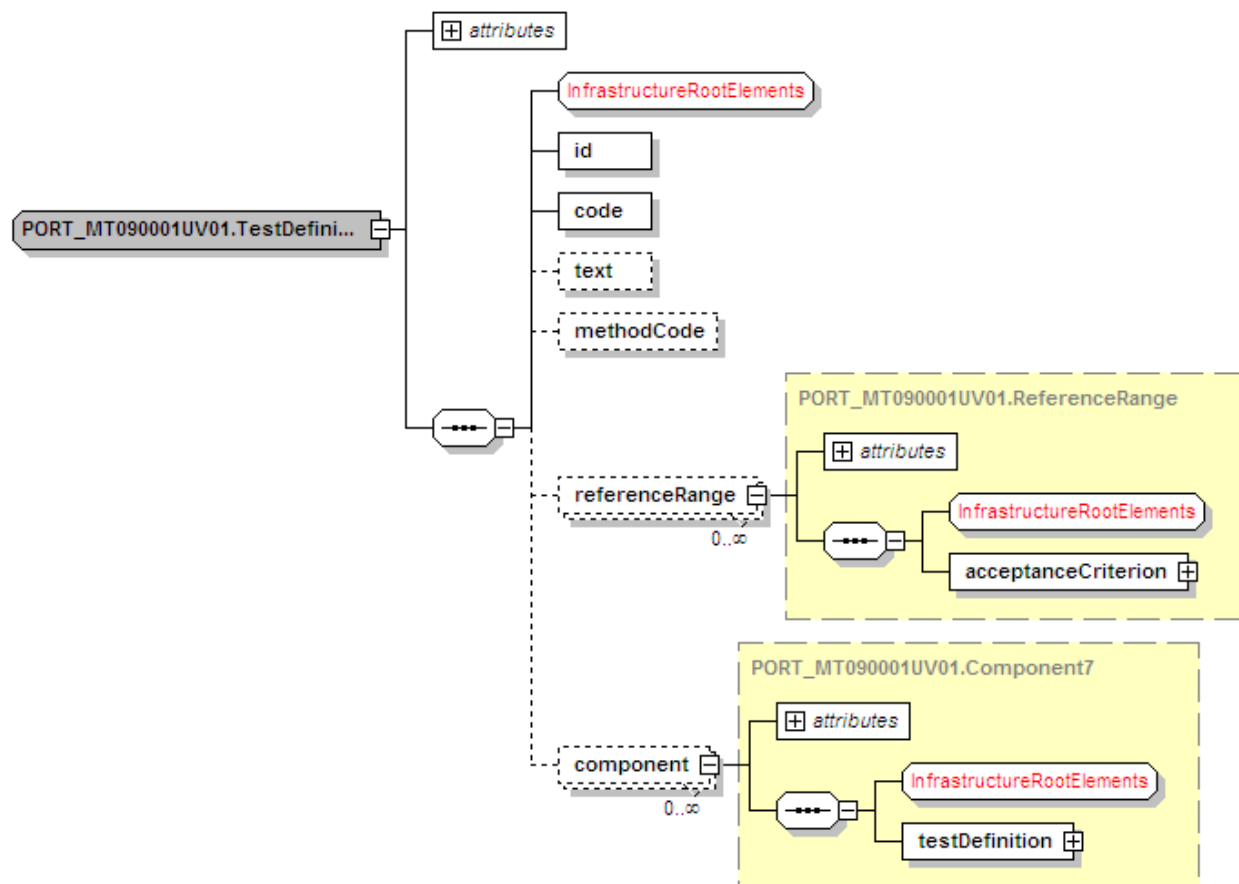 attributes
InfrastructureRootElements
id
code
PORT_MT090001UV01.TestDefini...
text
methodCode
PORT_MT090001UV01.ReferenceRange
attributes
referenceRange
0..∞
InfrastructureRootElements
acceptanceCriterion
PORT_MT090001UV01.Component7
attributes
component
0..∞
InfrastructureRootElements
testDefinition